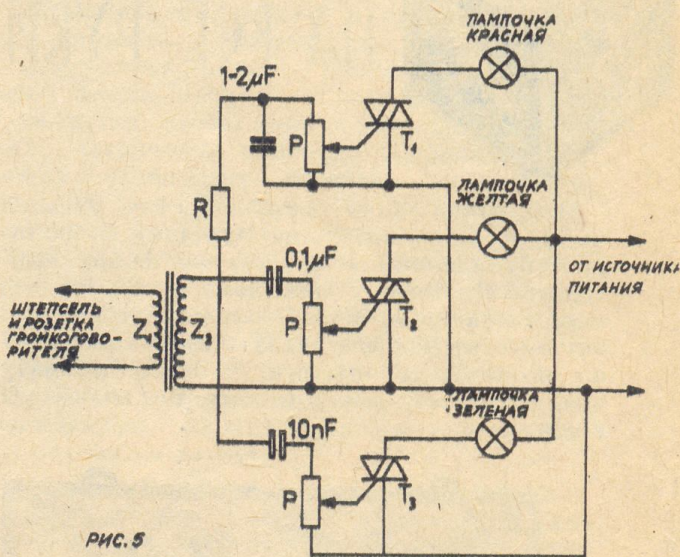 ЛАМПОЧКА
КРАСНАЯ
1-2μF
P
T₁
R
ЛАМПОЧКА
ЖЕЛТАЯ
0,1μF
ОТ ИСТОЧНИКА
ПИТАНИЯ
ШТЕПСЕЛЬ
И РОЗЕТКА
ГРОМКОГОВО-
РИТЕЛЯ
Z₁
Z₂
P
T₂
ЛАМПОЧКА
ЗЕЛЕНАЯ
10nF
P
T₃
РИС. 5